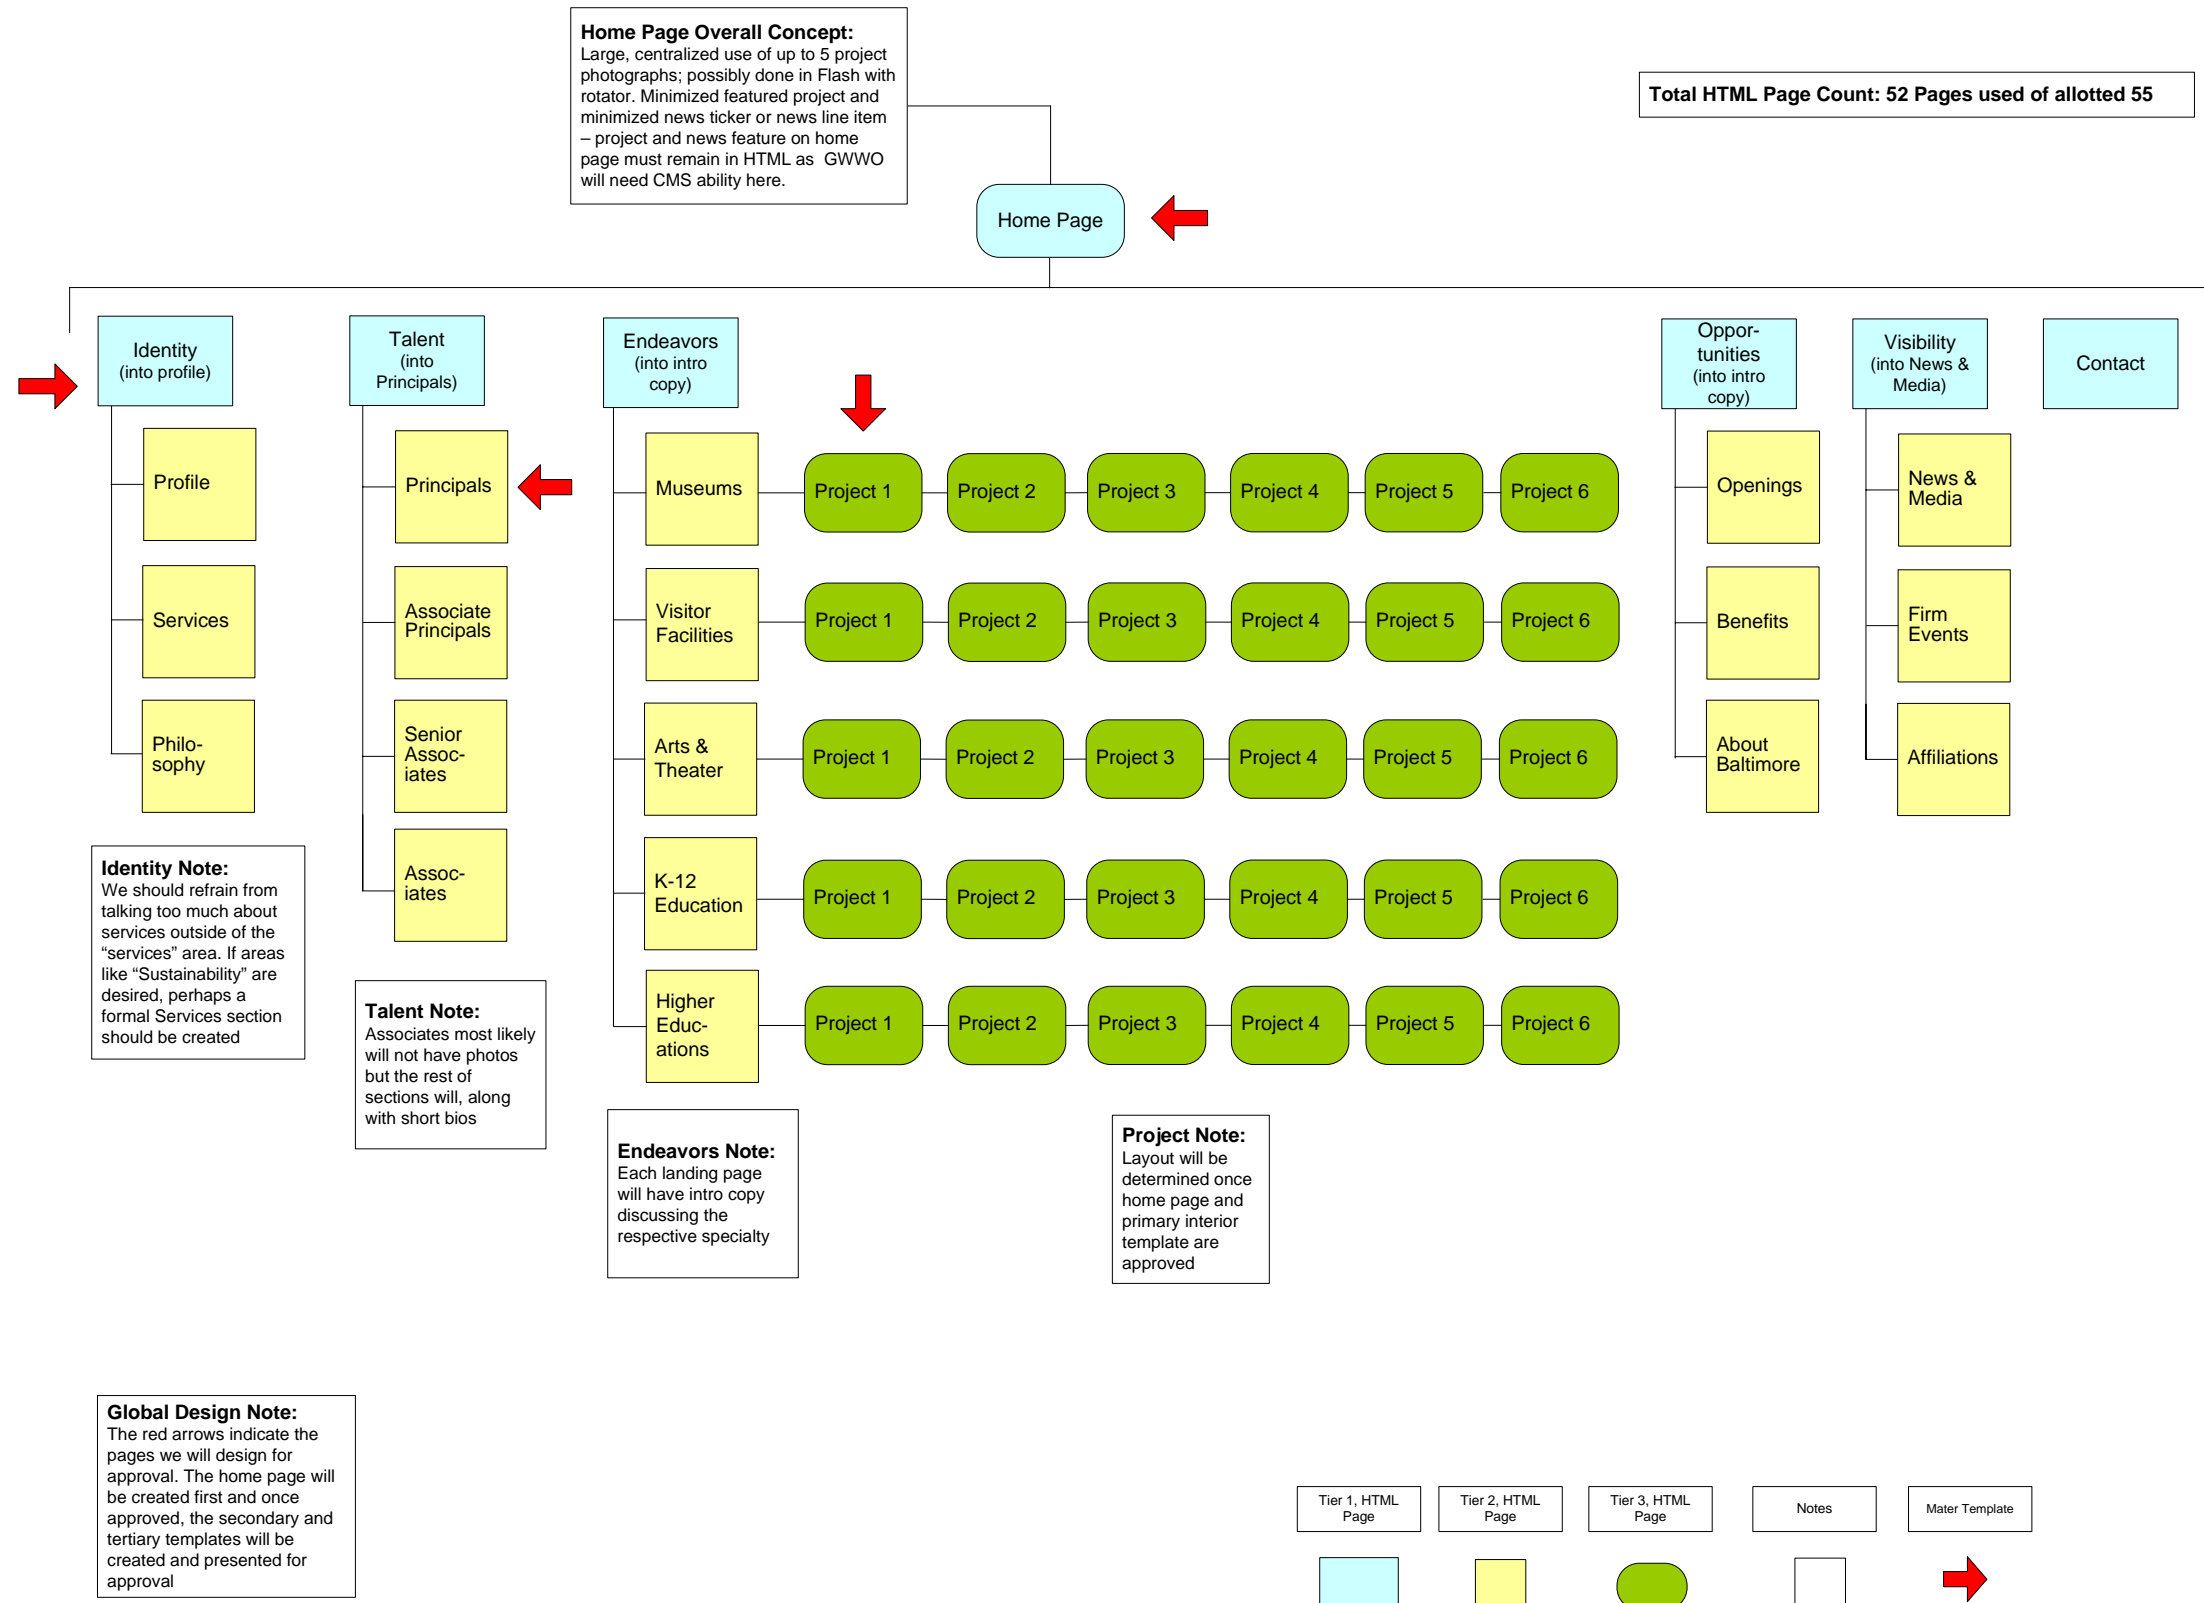 Home Page Overall Concept:
Large, centralized use of up to 5 project
photographs; possibly done in Flash with
rotator. Minimized featured project and
minimized news ticker or news line item
– project and news feature on home
page must remain in HTML as  GWWO
will need CMS ability here.
Total HTML Page Count: 52 Pages used of allotted 55
Home Page
Identity
(into profile)
Talent
(into
Principals)
Endeavors
(into intro
copy)
Oppor-
tunities
(into intro
copy)
Visibility
(into News &
Media)
Contact
Profile
Services
Philo-
sophy
Principals
Associate
Principals
Senior
Assoc-
iates
Assoc-
iates
Museums
Project 1
Project 2
Project 3
Project 4
Project 5
Project 6
Visitor
Facilities
Project 1
Project 2
Project 3
Project 4
Project 5
Project 6
Arts &
Theater
Project 1
Project 2
Project 3
Project 4
Project 5
Project 6
K-12
Education
Project 1
Project 2
Project 3
Project 4
Project 5
Project 6
Higher
Educ-
ations
Project 1
Project 2
Project 3
Project 4
Project 5
Project 6
Openings
Benefits
About
Baltimore
News &
Media
Firm
Events
Affiliations
Identity Note:
We should refrain from
talking too much about
services outside of the
“services” area. If areas
like “Sustainability” are
desired, perhaps a
formal Services section
should be created
Talent Note:
Associates most likely
will not have photos
but the rest of
sections will, along
with short bios
Endeavors Note:
Each landing page
will have intro copy
discussing the
respective specialty
Project Note:
Layout will be
determined once
home page and
primary interior
template are
approved
Global Design Note:
The red arrows indicate the
pages we will design for
approval. The home page will
be created first and once
approved, the secondary and
tertiary templates will be
created and presented for
approval
Tier 1, HTML
Page
Tier 2, HTML
Page
Tier 3, HTML
Page
Notes
Mater Template